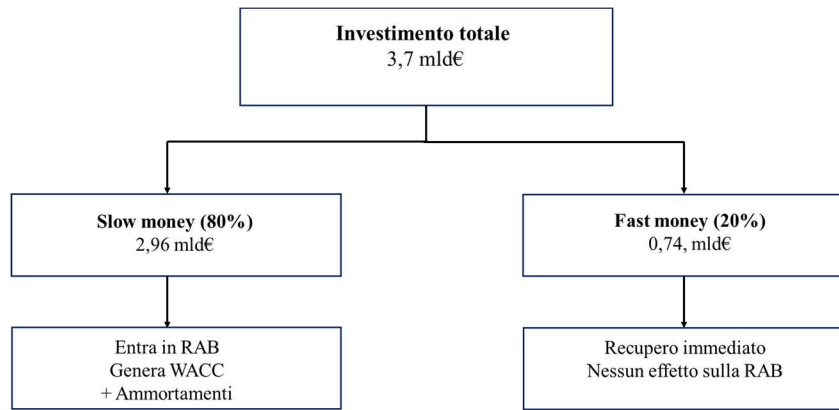 Investimento totale
3,7 mld€
Slow money (80%)
2,96 mld€
Fast money (20%)
0,74, mld€
Entra in RAB
Genera WACC
+ Ammortamenti
Recupero immediato
Nessun effetto sulla RAB